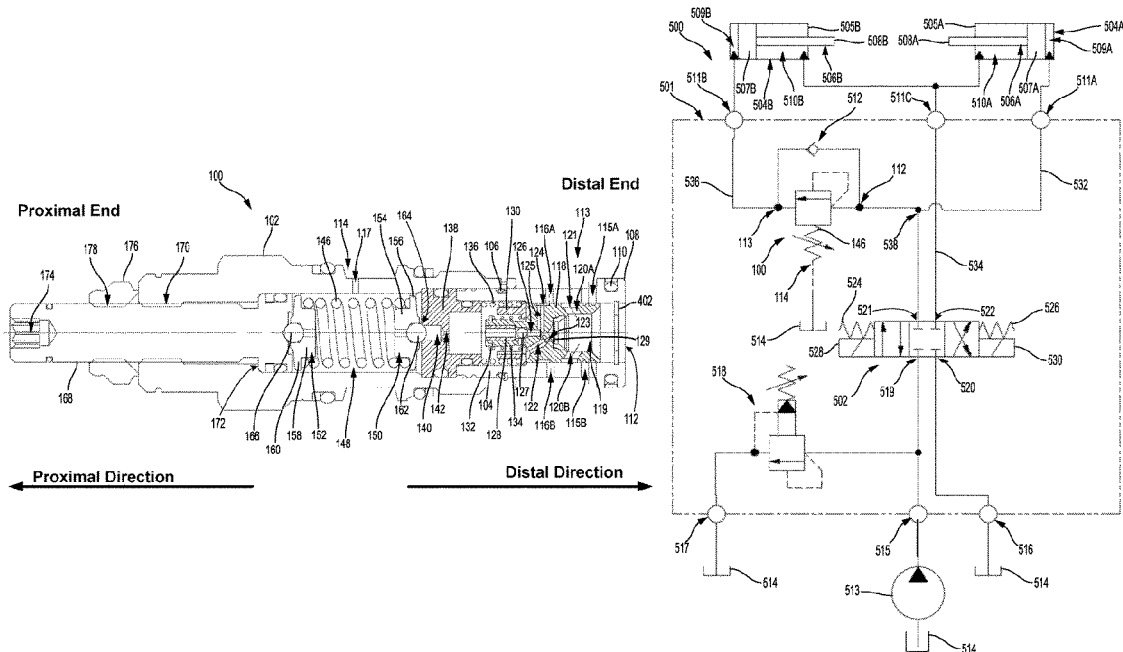 100
102
Proximal End
Distal End
178
176
170
146
114
117
154
156
164
138
136
106
130
126
125
124
116A
118
113
121
120A
115A
110
108
402
174
123
129
168
172
166
160
158
152
148
150
162
140
142
132
104
128
134
127
122
116B
120B
115B
119
112
Proximal Direction
Distal Direction
500
509B
505B
508B
506B
507B
504B
510B
505A
508A
504A
509A
510A
506A
507A
501
511B
511C
511A
512
536
113
112
532
100
146
538
114
534
514
524
521
522
526
528
530
502
519
520
518
517
515
516
514
513
514
514